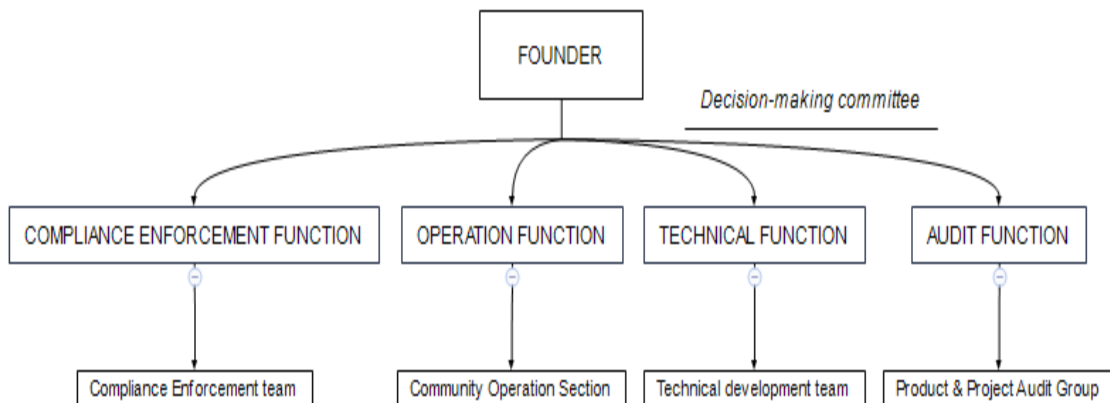 FOUNDER
Decision-making committee
COMPLIANCE ENFORCEMENT FUNCTION
OPERATION FUNCTION
TECHNICAL FUNCTION
AUDIT FUNCTION
Compliance Enforcement team
Community Operation Section
Technical development team
Product & Project Audit Group